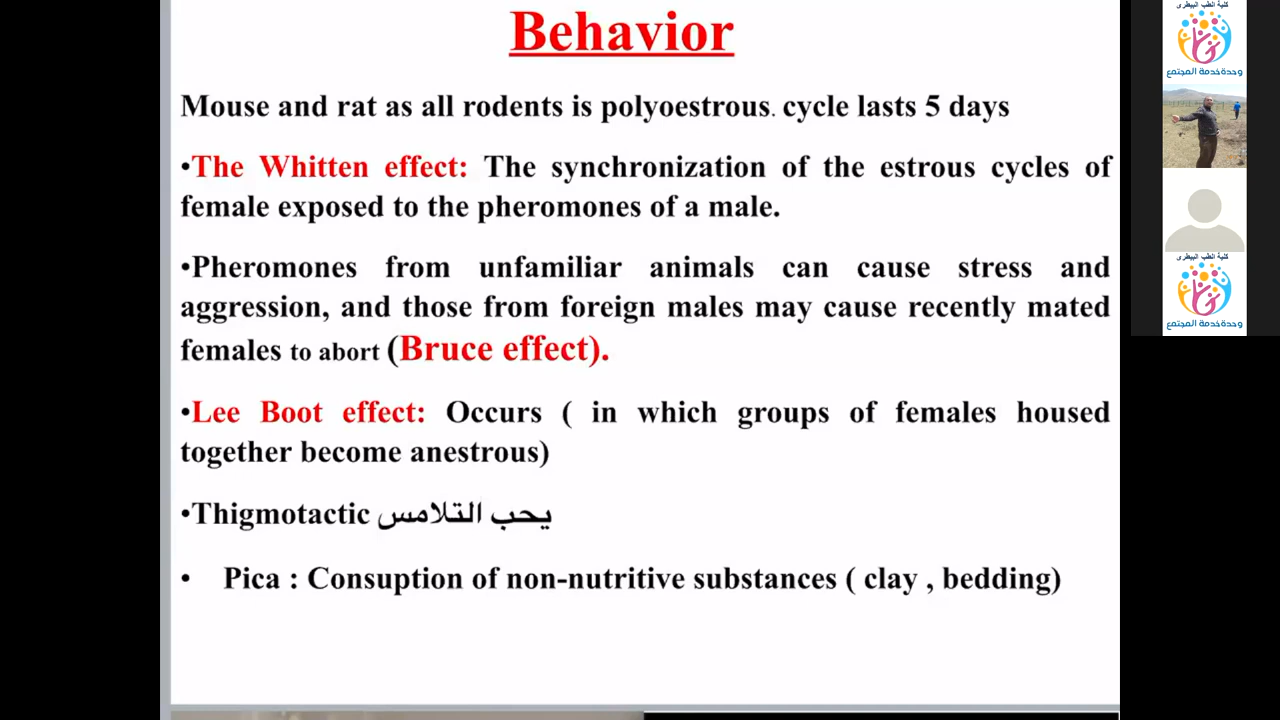 Behavior
Mouse and rat as all rodents is polyoestrous. cycle lasts 5 days
•The Whitten effect: The synchronization of the estrous cycles of
female exposed to the pheromones of a male.
•Pheromones from unfamiliar animals can cause stress and
aggression, and those from foreign males may cause recently mated
females to abort (Bruce effect).
•Lee Boot effect: Occurs ( in which groups of females housed
together become anestrous)
•Thigmotactic يحب التلامس
• Pica : Consuption of non-nutritive substances ( clay , bedding)
كلية الطب البيطرى
وحدة خدمة المجتمع
كلية الطب البيطرى
وحدة خدمة المجتمع